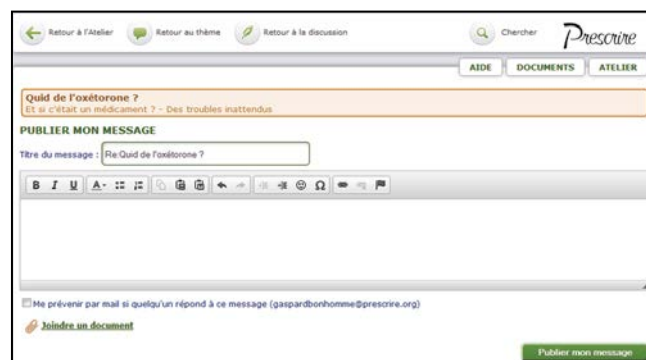 Retour à l'Atelier Retour au thème Retour à la discussion Chercher Prescrire
AIDE DOCUMENTS ATELIER
Quid de l'oxétorone ?
Et si c'était un médicament ? - Des troubles inattendus
PUBLIER MON MESSAGE
Titre du message : Re:Quid de l'oxétorone ?
B I U A Ω
Me prévenir par mail si quelqu'un répond à ce message (gaspardbonhomme@prescrire.org)
Joindre un document
Publier mon message